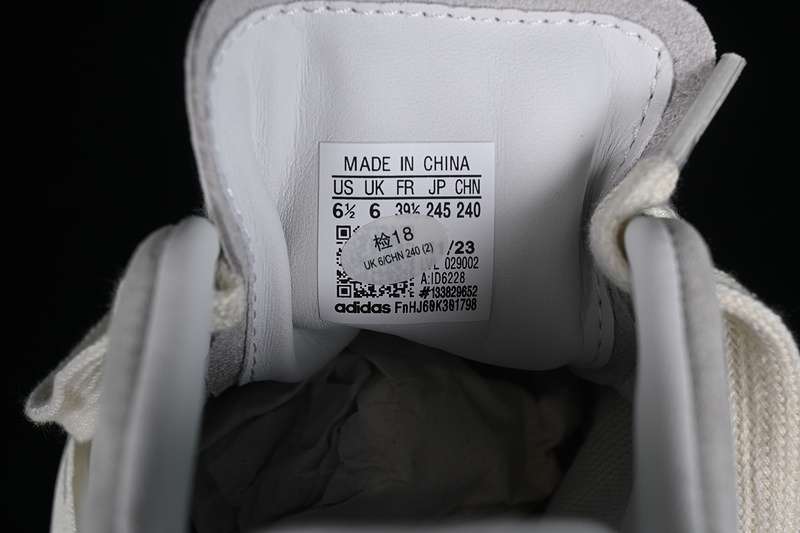 MADE IN CHINA
US UK FR JP CHN
6½ 6 39⅓ 245 240
检18
UK 6/CHN 240 (2)
/23
029002
A:ID6228
#133829652
adidas FnHJ60K301798